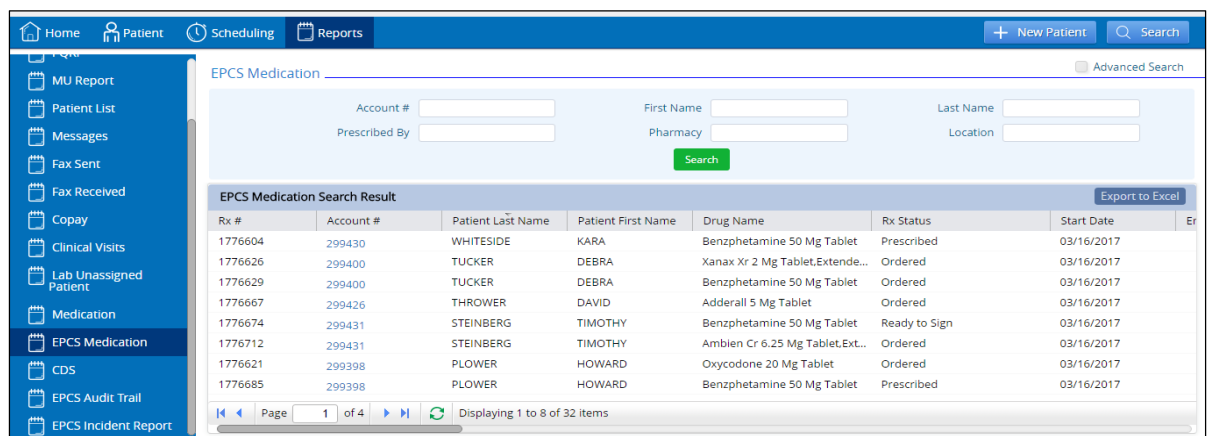 Home Patient Scheduling Reports New Patient Search
MU Report
Patient List
Messages
Fax Sent
Fax Received
Copay
Clinical Visits
Lab Unassigned
Patient
Medication
EPCS Medication
CDS
EPCS Audit Trail
EPCS Incident Report
EPCS Medication Advanced Search
Account # First Name Last Name
Prescribed By Pharmacy Location
Search
EPCS Medication Search Result Export to Excel
Rx # Account # Patient Last Name Patient First Name Drug Name Rx Status Start Date Er
1776604 299430 WHITESIDE KARA Benzphetamine 50 Mg Tablet Prescribed 03/16/2017
1776626 299400 TUCKER DEBRA Xanax Xr 2 Mg Tablet,Extende... Ordered 03/16/2017
1776629 299400 TUCKER DEBRA Benzphetamine 50 Mg Tablet Ordered 03/16/2017
1776667 299426 THROWER DAVID Adderall 5 Mg Tablet Ordered 03/16/2017
1776674 299431 STEINBERG TIMOTHY Benzphetamine 50 Mg Tablet Ready to Sign 03/16/2017
1776712 299431 STEINBERG TIMOTHY Ambien Cr 6.25 Mg Tablet,Ext... Ordered 03/16/2017
1776621 299398 PLOWER HOWARD Oxycodone 20 Mg Tablet Ordered 03/16/2017
1776685 299398 PLOWER HOWARD Benzphetamine 50 Mg Tablet Prescribed 03/16/2017
Page 1 of 4 Displaying 1 to 8 of 32 items